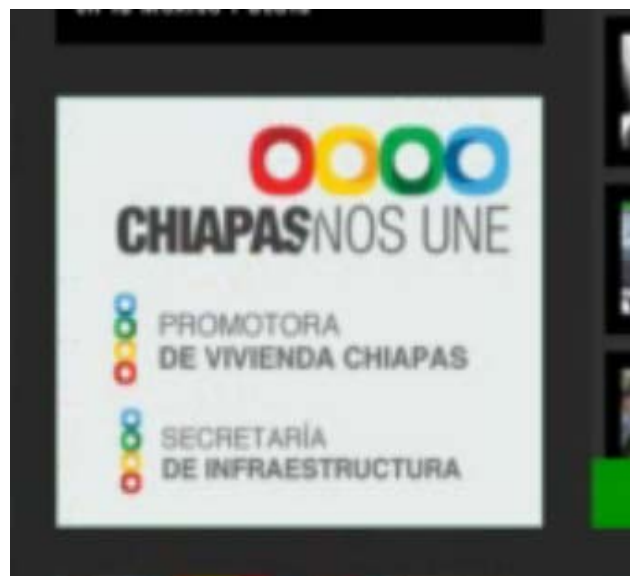 CHIAPASNOS UNE
PROMOTORA
DE VIVIENDA CHIAPAS
SECRETARÍA
DE INFRAESTRUCTURA